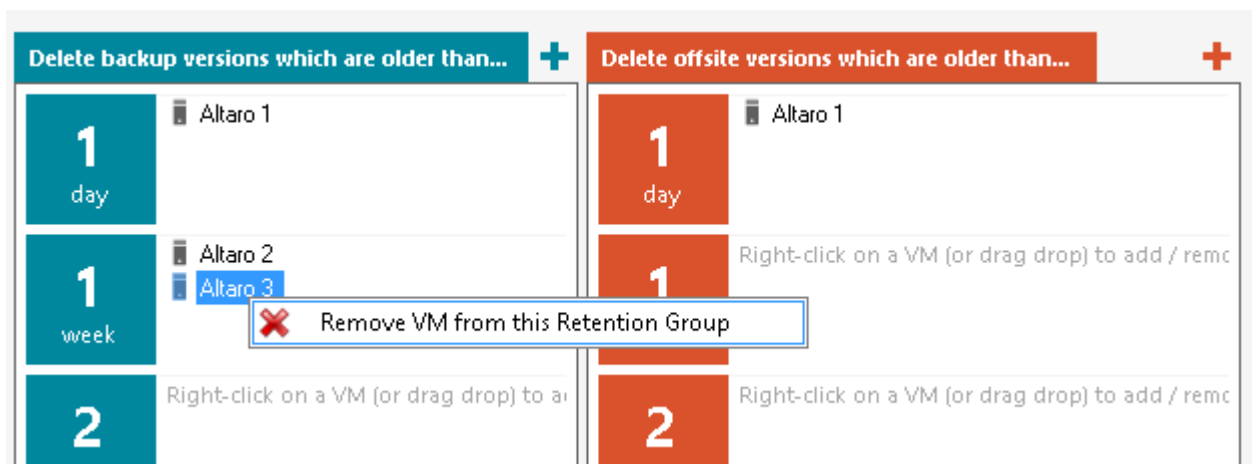 Delete backup versions which are older than...
Delete offsite versions which are older than...
1
day
Altaro 1
1
day
Altaro 1
1
week
Altaro 2
Altaro 3
1
Right-click on a VM (or drag drop) to add / remo
Remove VM from this Retention Group
2
Right-click on a VM (or drag drop) to a
2
Right-click on a VM (or drag drop) to add / remo